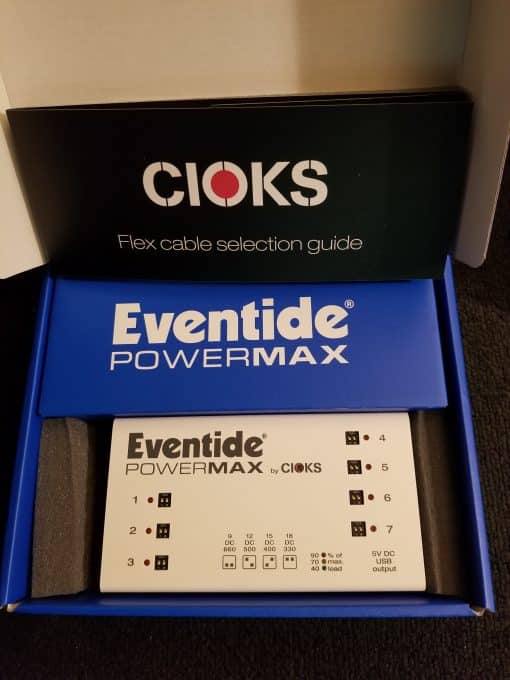 CIOKS
Flex cable selection guide
Eventide®
POWERMAX
Eventide®
POWERMAX by CIOKS
1
2
3
4
5
6
7
9 DC 660
12 DC 500
15 DC 400
18 DC 330
90 % of
70 max.
40 load
5V DC
USB
output